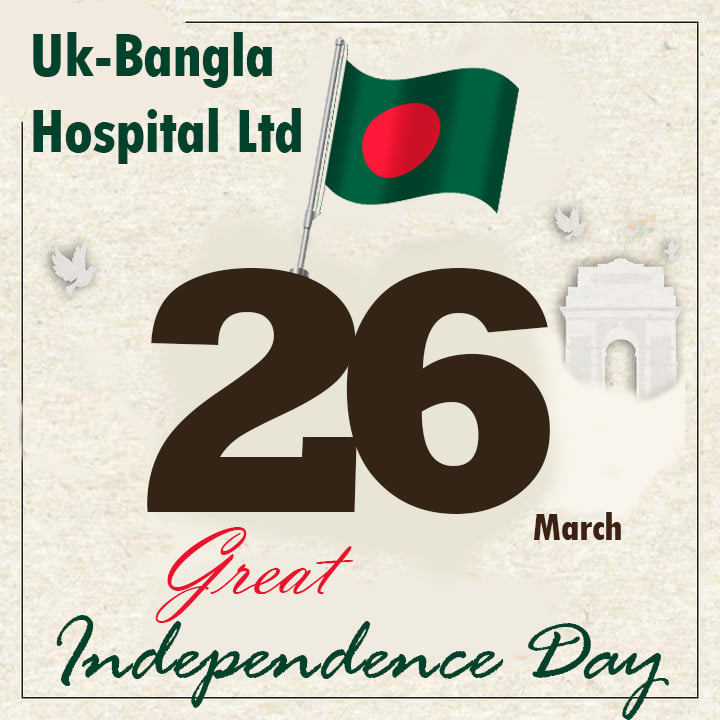 Uk-Bangla
Hospital Ltd
26
March
Great
Independence Day